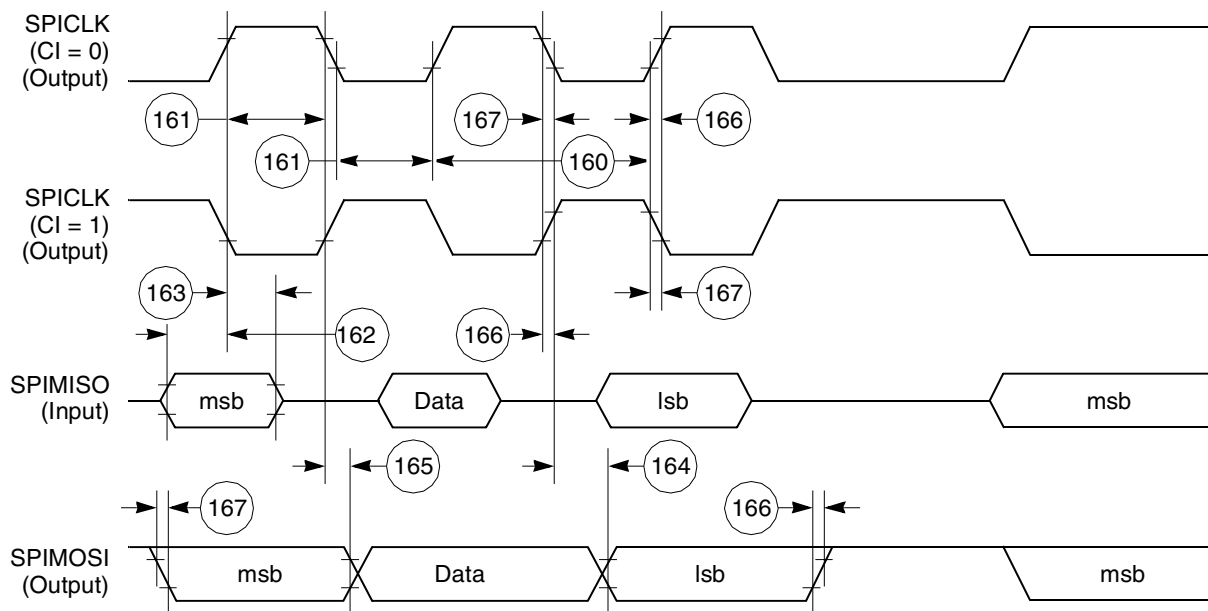 SPICLK
(CI = 0)
(Output)
161
167
166
161
160
SPICLK
(CI = 1)
(Output)
163
167
162
166
SPIMISO
(Input)
msb
Data
lsb
msb
165
164
167
166
SPIMOSI
(Output)
msb
Data
lsb
msb